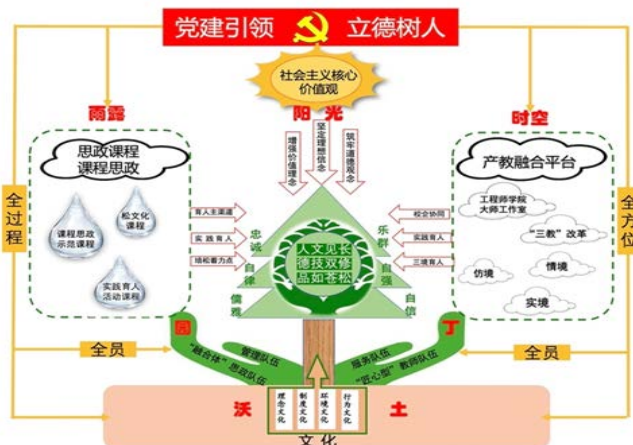 党建引领 立德树人
社会主义核心
价值观
雨露
阳光
时空
思政课程
课程思政
松文化
课程
课程思政
示范课程
实践育人
活动课程
增强价值理念
坚定理想信念
筑牢道德观念
产教融合平台
工程师学院
大师工作室
“三教”改革
仿境
情境
实境
全过程
全方位
育人主渠道
实践育人
培松着力点
校企协同
实践育人
三境育人
忠诚
自律
儒雅
乐群
自强
自信
人文见长
德技双修
品如苍松
园
丁
全员
全员
管理队伍
“融合体”思政队伍
服务队伍
“匠心型”教师队伍
沃土
理念文化
制度文化
环境文化
行为文化
文化